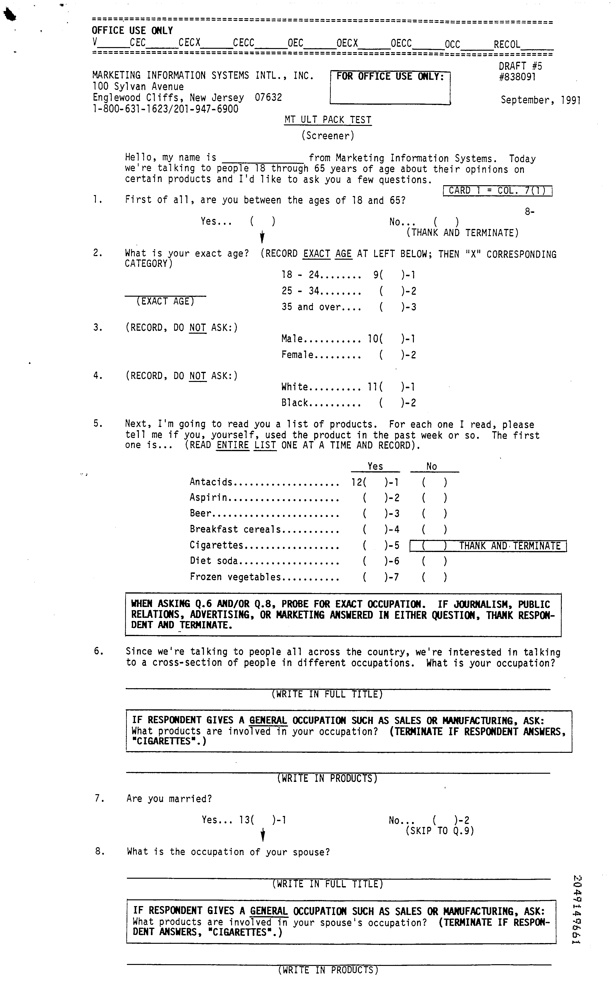 OFFICE USE ONLY
V_____CEC_____CECX_____CECC_____OEC_____OECX_____OECC_____OCC_____RECOL_____
DRAFT #5
MARKETING INFORMATION SYSTEMS INTL., INC. FOR OFFICE USE ONLY: #838091
100 Sylvan Avenue
Englewood Cliffs, New Jersey 07632 September, 1991
1-800-631-1623/201-947-6900
MT ULT PACK TEST
(Screener)
Hello, my name is _______________ from Marketing Information Systems. Today
we're talking to people 18 through 65 years of age about their opinions on
certain products and I'd like to ask you a few questions.
CARD 1 = COL. 7(1)
1. First of all, are you between the ages of 18 and 65?
8-
Yes... ( ) No... ( )
(THANK AND TERMINATE)
2. What is your exact age? (RECORD EXACT AGE AT LEFT BELOW; THEN "X" CORRESPONDING
CATEGORY)
18 - 24........ 9( )-1
25 - 34........ ( )-2
(EXACT AGE)
35 and over.... ( )-3
3. (RECORD, DO NOT ASK:)
Male........... 10( )-1
Female......... ( )-2
4. (RECORD, DO NOT ASK:)
White.......... 11( )-1
Black.......... ( )-2
5. Next, I'm going to read you a list of products. For each one I read, please
tell me if you, yourself, used the product in the past week or so. The first
one is... (READ ENTIRE LIST ONE AT A TIME AND RECORD).
Yes No
Antacids.................... 12( )-1 ( )
Aspirin..................... ( )-2 ( )
Beer........................ ( )-3 ( )
Breakfast cereals........... ( )-4 ( )
Cigarettes.................. ( )-5 ( ) THANK AND TERMINATE
Diet soda................... ( )-6 ( )
Frozen vegetables........... ( )-7 ( )
WHEN ASKING Q.6 AND/OR Q.8, PROBE FOR EXACT OCCUPATION. IF JOURNALISM, PUBLIC
RELATIONS, ADVERTISING, OR MARKETING ANSWERED IN EITHER QUESTION, THANK RESPON-
DENT AND TERMINATE.
6. Since we're talking to people all across the country, we're interested in talking
to a cross-section of people in different occupations. What is your occupation?
(WRITE IN FULL TITLE)
IF RESPONDENT GIVES A GENERAL OCCUPATION SUCH AS SALES OR MANUFACTURING, ASK:
What products are involved in your occupation? (TERMINATE IF RESPONDENT ANSWERS,
"CIGARETTES".)
(WRITE IN PRODUCTS)
7. Are you married?
Yes... 13( )-1 No... ( )-2
(SKIP TO Q.9)
8. What is the occupation of your spouse?
(WRITE IN FULL TITLE)
IF RESPONDENT GIVES A GENERAL OCCUPATION SUCH AS SALES OR MANUFACTURING, ASK:
What products are involved in your spouse's occupation? (TERMINATE IF RESPON-
DENT ANSWERS, "CIGARETTES".)
(WRITE IN PRODUCTS)
2049149661